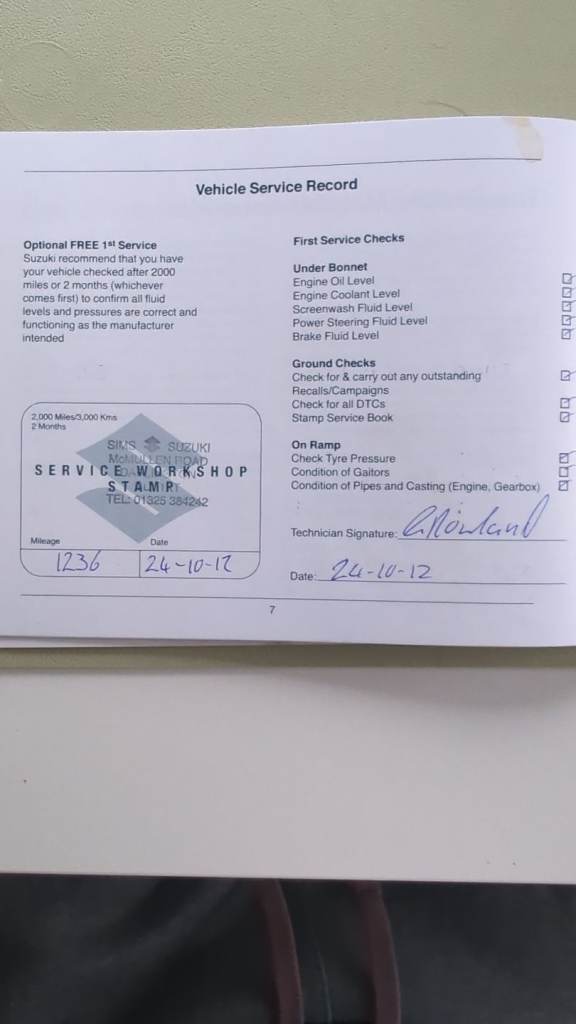 Vehicle Service Record
Optional FREE 1st Service
Suzuki recommend that you have
your vehicle checked after 2000
miles or 2 months (whichever
comes first) to confirm all fluid
levels and pressures are correct and
functioning as the manufacturer
intended
2,000 Miles/3,000 Kms
2 Months
SIMS SUZUKI
McMULLEN ROAD
SERVICE WORKSHOP
STAMP
TEL: 01325 384242
Mileage Date
1236 24-10-12
First Service Checks
Under Bonnet
Engine Oil Level
Engine Coolant Level
Screenwash Fluid Level
Power Steering Fluid Level
Brake Fluid Level
Ground Checks
Check for & carry out any outstanding
Recalls/Campaigns
Check for all DTCs
Stamp Service Book
On Ramp
Check Tyre Pressure
Condition of Gaitors
Condition of Pipes and Casting (Engine, Gearbox)
Technician Signature:
Date: 24-10-12
7